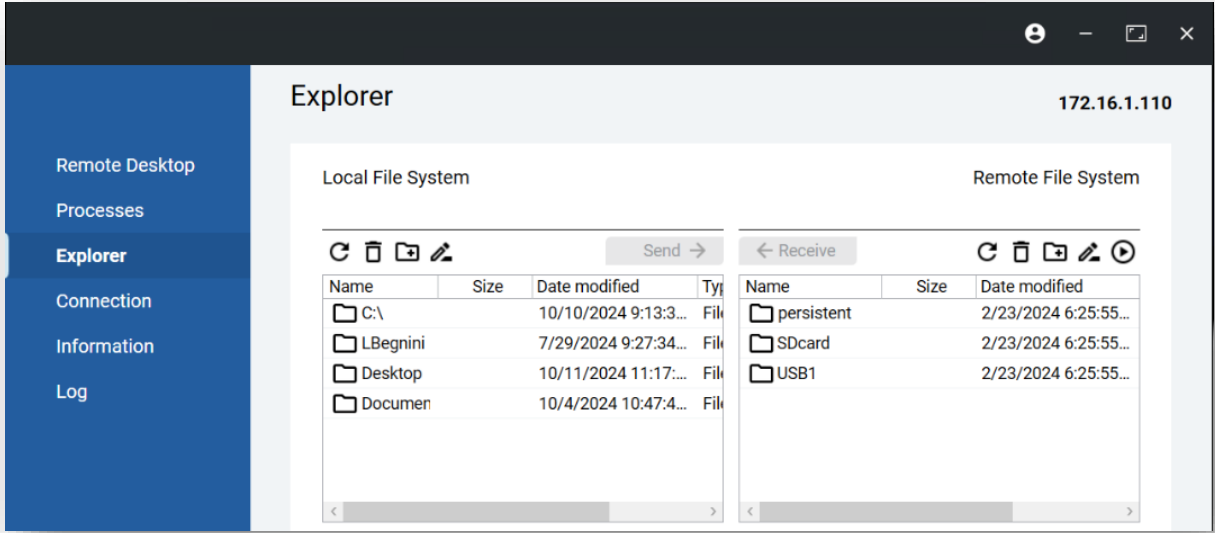 Explorer
172.16.1.110
Remote Desktop
Processes
Explorer
Connection
Information
Log
Local File System
Remote File System
Send
Receive
Name Size Date modified Typ
C:\ 10/10/2024 9:13:3... File
LBegnini 7/29/2024 9:27:34... File
Desktop 10/11/2024 11:17:... File
Documen 10/4/2024 10:47:4... File
Name Size Date modified
persistent 2/23/2024 6:25:55...
SDcard 2/23/2024 6:25:55...
USB1 2/23/2024 6:25:55...